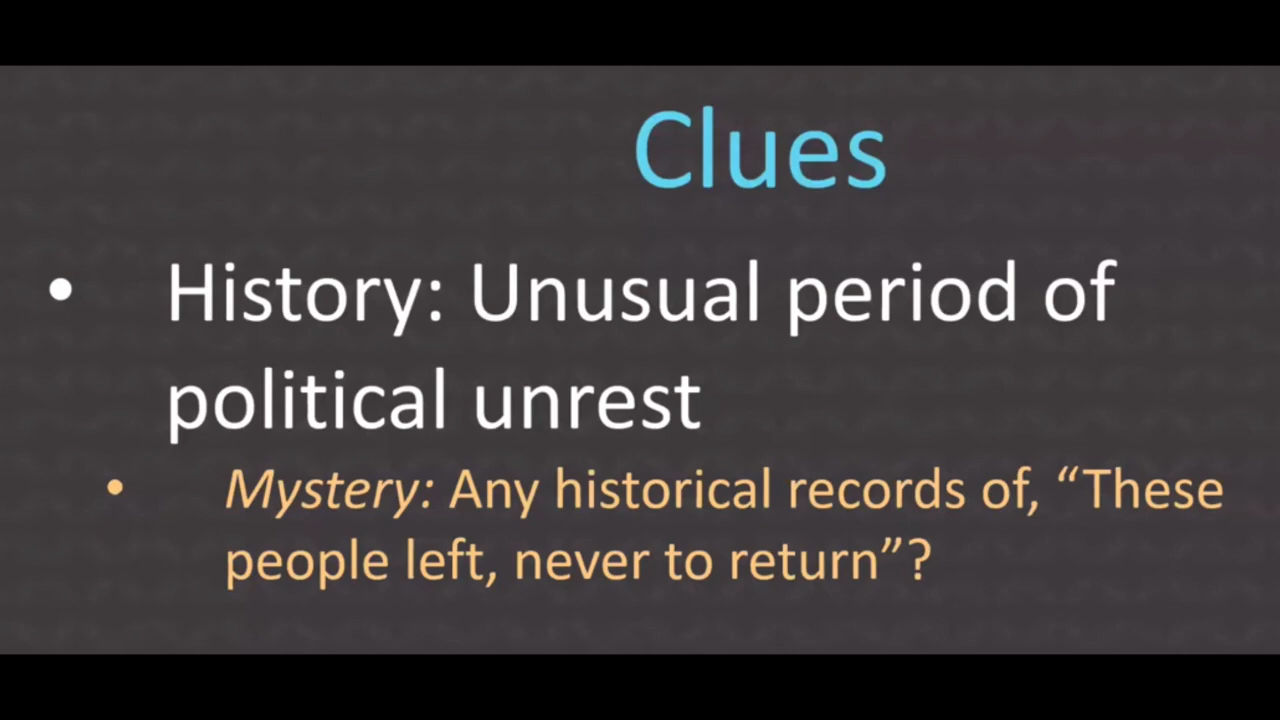 Clues
• History: Unusual period of
political unrest
• Mystery: Any historical records of, “These
people left, never to return”?